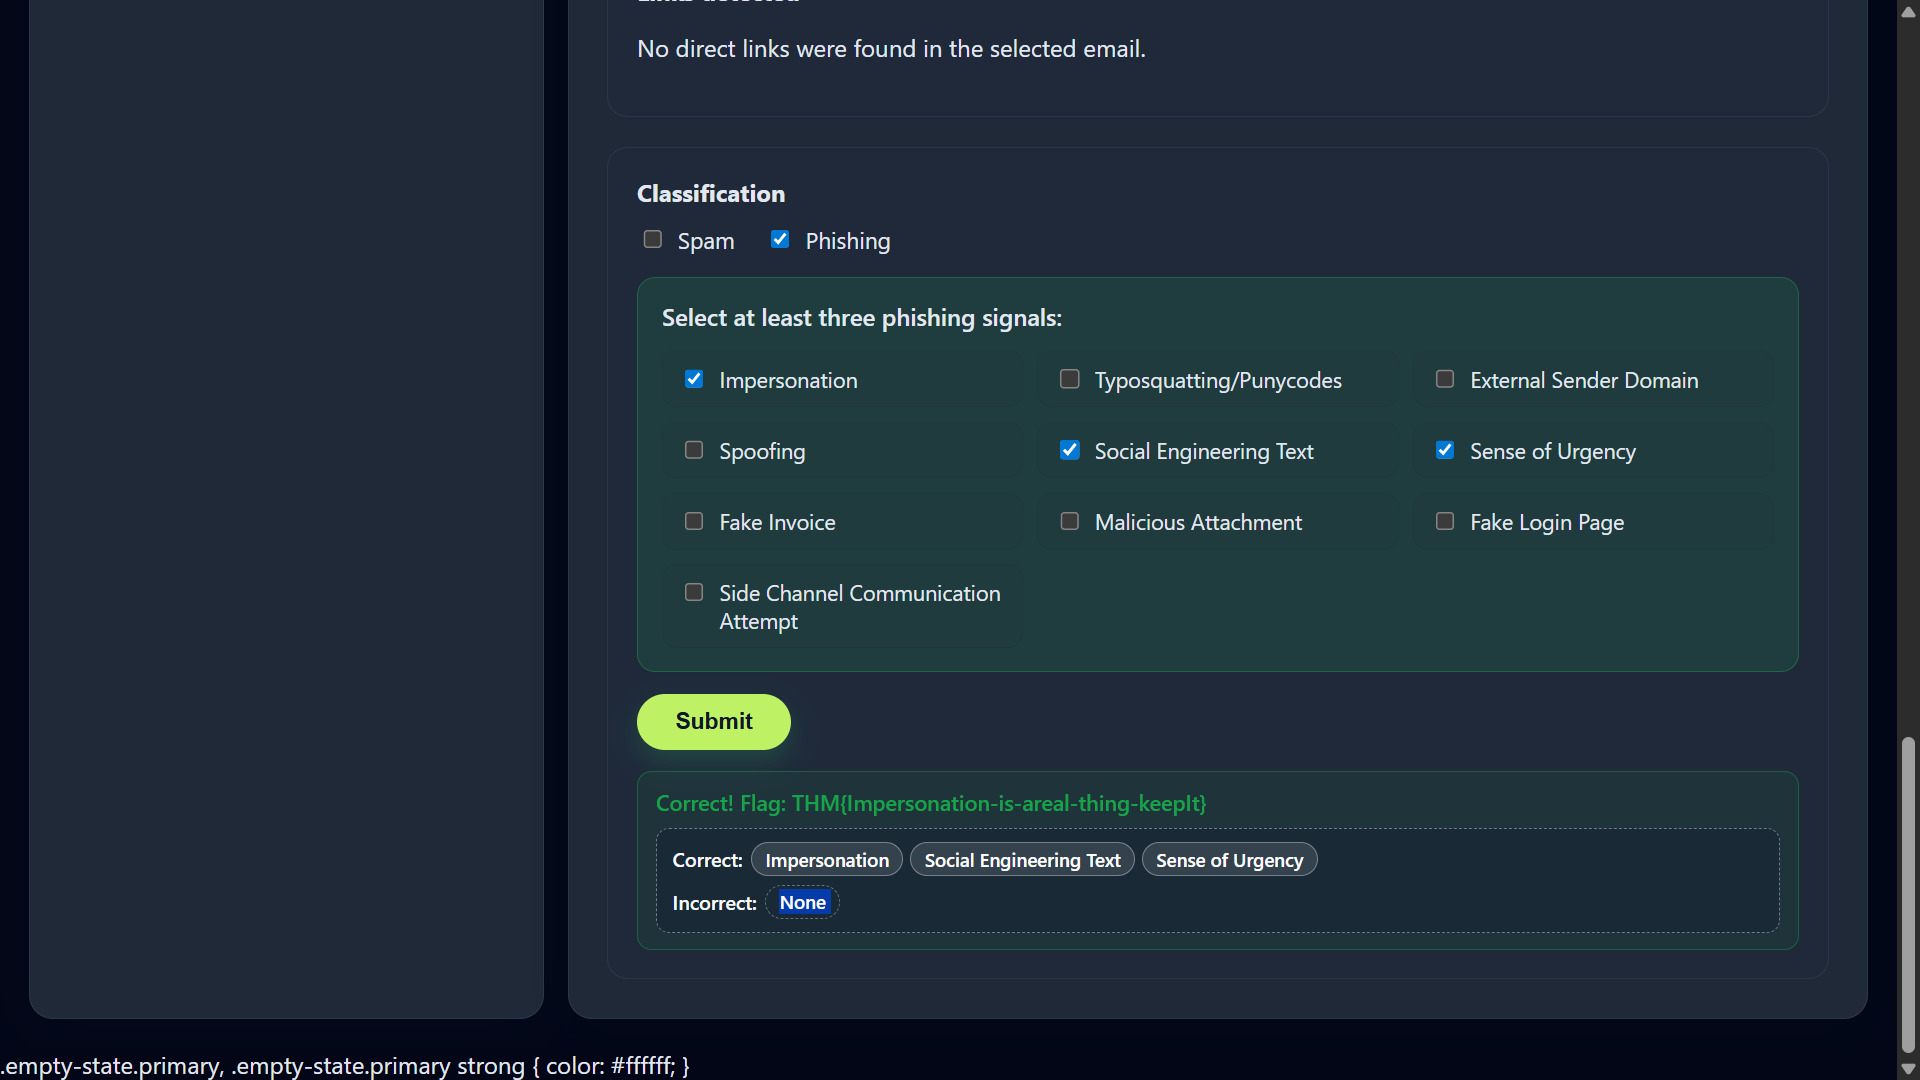 No direct links were found in the selected email.
Classification
Spam Phishing
Select at least three phishing signals:
Impersonation Typosquatting/Punycodes External Sender Domain
Spoofing Social Engineering Text Sense of Urgency
Fake Invoice Malicious Attachment Fake Login Page
Side Channel Communication
Attempt
Submit
Correct! Flag: THM{Impersonation-is-areal-thing-keepIt}
Correct: Impersonation Social Engineering Text Sense of Urgency
Incorrect: None
.empty-state.primary, .empty-state.primary strong { color: #ffffff; }